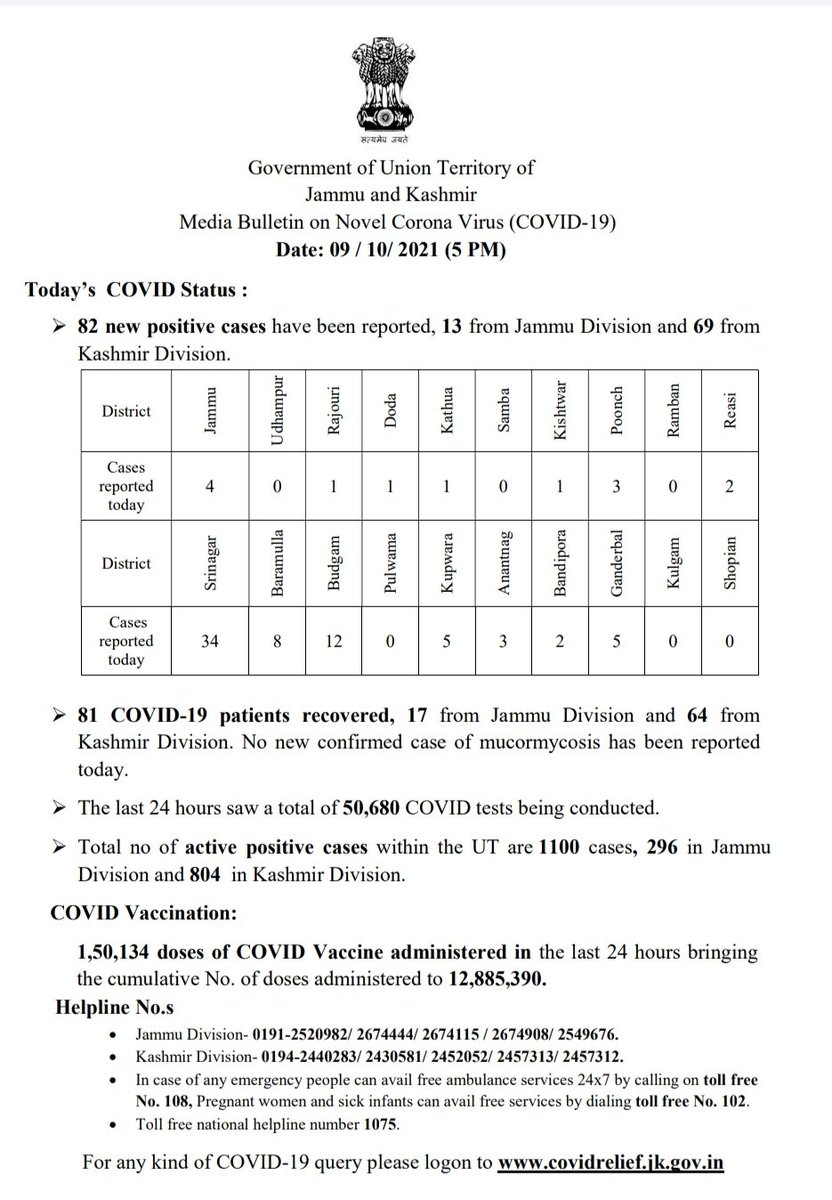 सत्यमेव जयते
Government of Union Territory of
Jammu and Kashmir
Media Bulletin on Novel Corona Virus (COVID-19)
Date: 09 / 10/ 2021 (5 PM)
Today's COVID Status :
➢ 82 new positive cases have been reported, 13 from Jammu Division and 69 from
Kashmir Division.
District Jammu Udhampur Rajouri Doda Kathua Samba Kishtwar Poonch Ramban Reasi
Cases
reported
today 4 0 1 1 1 0 1 3 0 2
District Srinagar Baramulla Budgam Pulwama Kupwara Anantnag Bandipora Ganderbal Kulgam Shopian
Cases
reported
today 34 8 12 0 5 3 2 5 0 0
➢ 81 COVID-19 patients recovered, 17 from Jammu Division and 64 from
Kashmir Division. No new confirmed case of mucormycosis has been reported
today.
➢ The last 24 hours saw a total of 50,680 COVID tests being conducted.
➢ Total no of active positive cases within the UT are 1100 cases, 296 in Jammu
Division and 804 in Kashmir Division.
COVID Vaccination:
1,50,134 doses of COVID Vaccine administered in the last 24 hours bringing
the cumulative No. of doses administered to 12,885,390.
Helpline No.s
• Jammu Division- 0191-2520982/ 2674444/ 2674115 / 2674908/ 2549676.
• Kashmir Division- 0194-2440283/ 2430581/ 2452052/ 2457313/ 2457312.
• In case of any emergency people can avail free ambulance services 24x7 by calling on toll free
No. 108, Pregnant women and sick infants can avail free services by dialing toll free No. 102.
• Toll free national helpline number 1075.
For any kind of COVID-19 query please logon to www.covidrelief.jk.gov.in